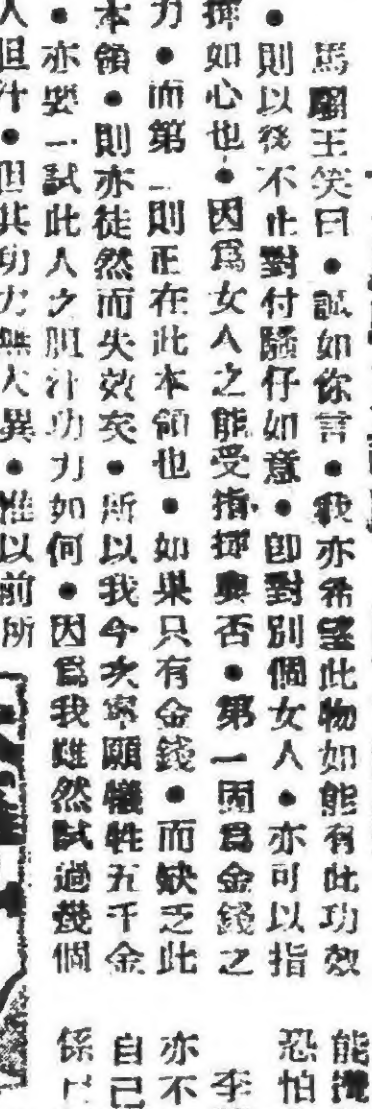 馬騮王笑曰●誠如你言●我亦希望此物如能有此功效
●則以後不止對付騷仔如意●卽對別個女人●亦可以指
揮如心也●因爲女人之能受指揮與否●第一固爲金錢之
力●而第二則正在此本領也●如果只有金錢●而缺乏此
本領●則亦徒然而失效矣●所以我今次寧願犧牲五千金
●亦要一試此人之胆汁功力如何●因爲我雖然試過幾個
人但汁●但其功力無大異●惟以前所
能
恐怕
李
亦不
自己
係